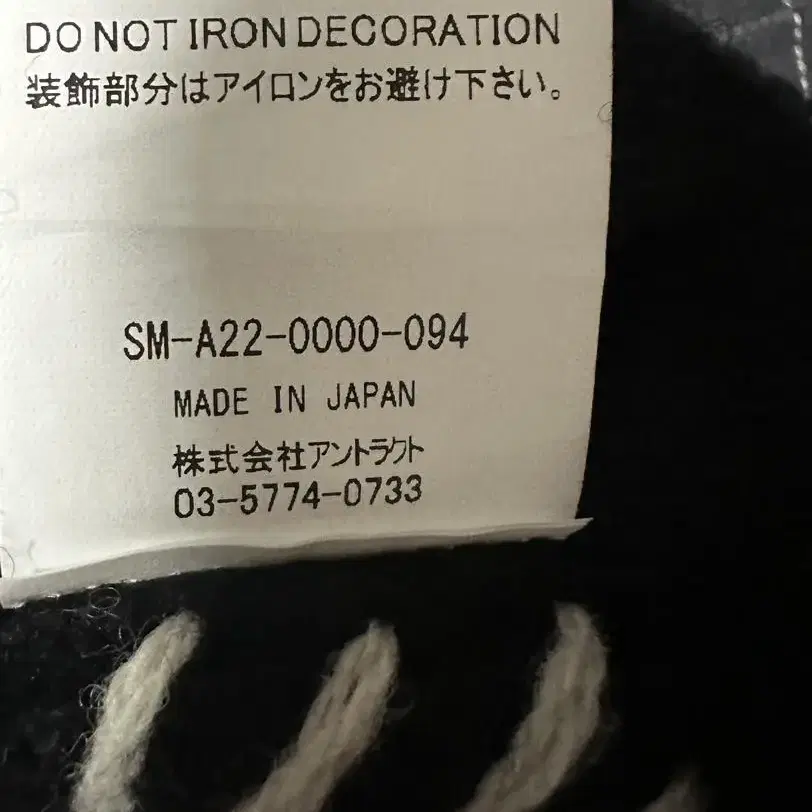 DO NOT IRON DECORATION
装飾部分はアイロンをお避け下さい。
SM-A22-0000-094
MADE IN JAPAN
株式会社アントラクト
03-5774-0733